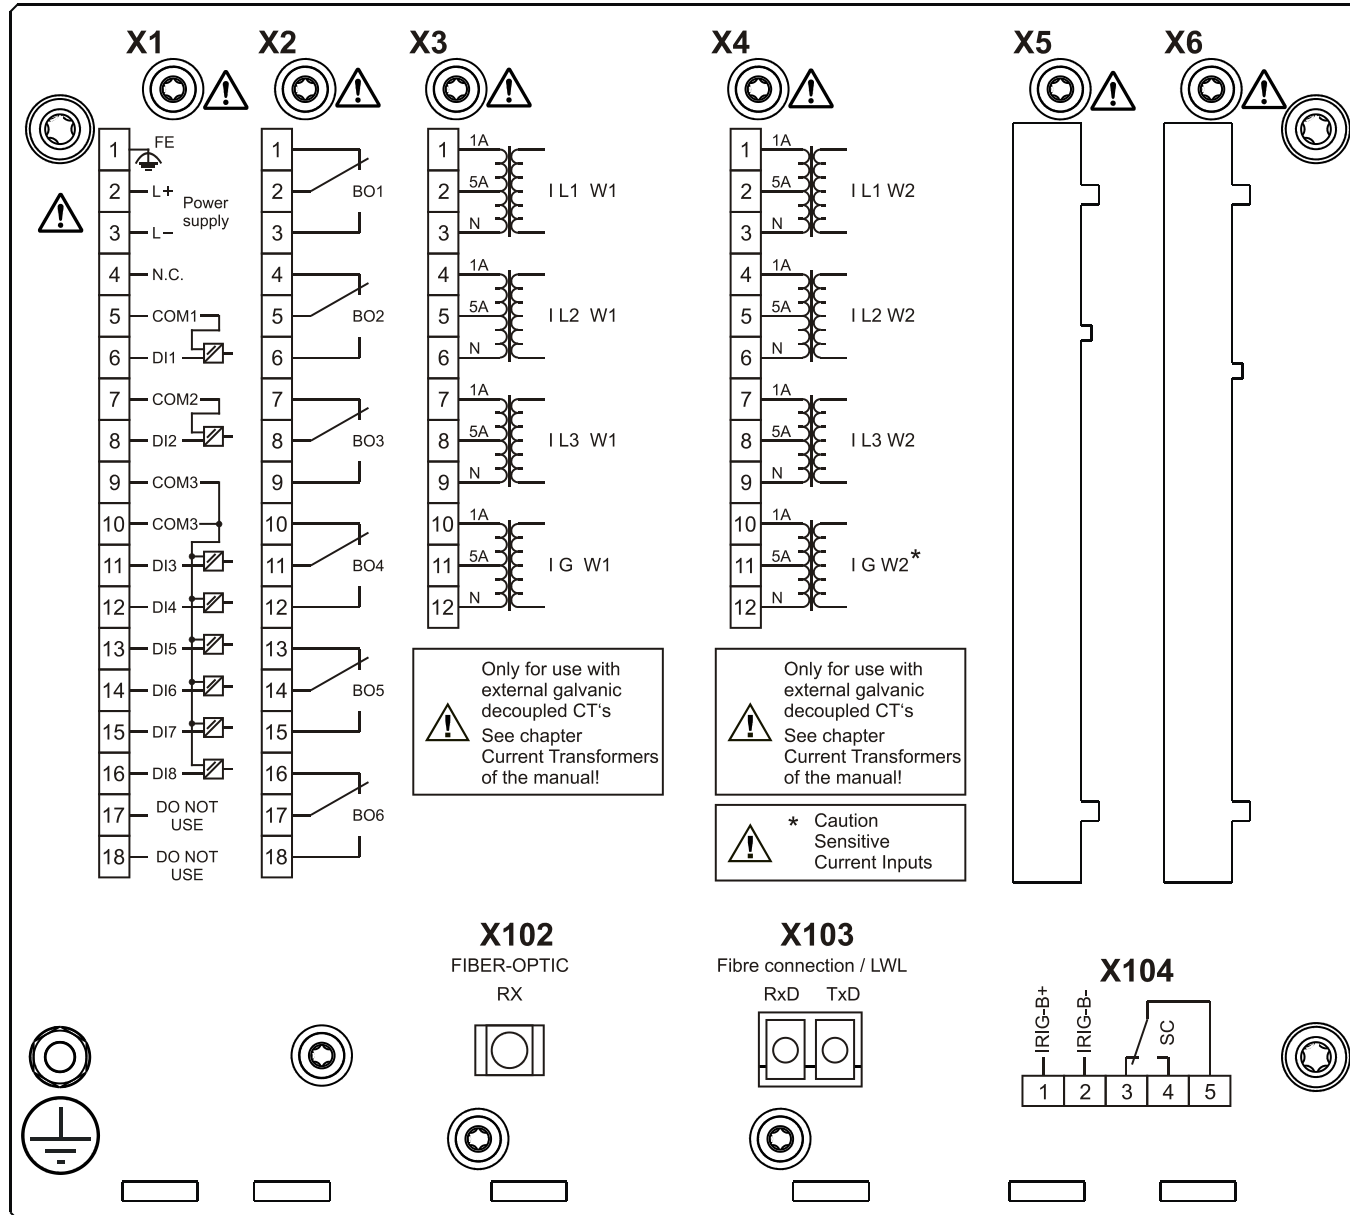 X1
X2
X3
X4
X5
X6
1
FE
2
L+
Power
supply
3
L–
4
N.C.
5
COM1
6
DI1
7
COM2
8
DI2
9
COM3
10
COM3
11
DI3
12
DI4
13
DI5
14
DI6
15
DI7
16
DI8
17
DO NOT
USE
18
DO NOT
USE
1
2
BO1
3
4
5
BO2
6
7
8
BO3
9
10
11
BO4
12
13
14
BO5
15
16
17
BO6
18
1
1A
2
5A
I L1 W1
3
N
4
1A
5
5A
I L2 W1
6
N
7
1A
8
5A
I L3 W1
9
N
10
1A
11
5A
I G W1
12
N
Only for use with
external galvanic
decoupled CT‘s
See chapter
Current Transformers
of the manual!
1
1A
2
5A
I L1 W2
3
N
4
1A
5
5A
I L2 W2
6
N
7
1A
8
5A
I L3 W2
9
N
10
1A
11
5A
I G W2*
12
N
Only for use with
external galvanic
decoupled CT‘s
See chapter
Current Transformers
of the manual!
* Caution
Sensitive
Current Inputs
X102
FIBER-OPTIC
RX
X103
Fibre connection / LWL
RxD TxD
X104
IRIG-B+
IRIG-B-
SC
1 2 3 4 5